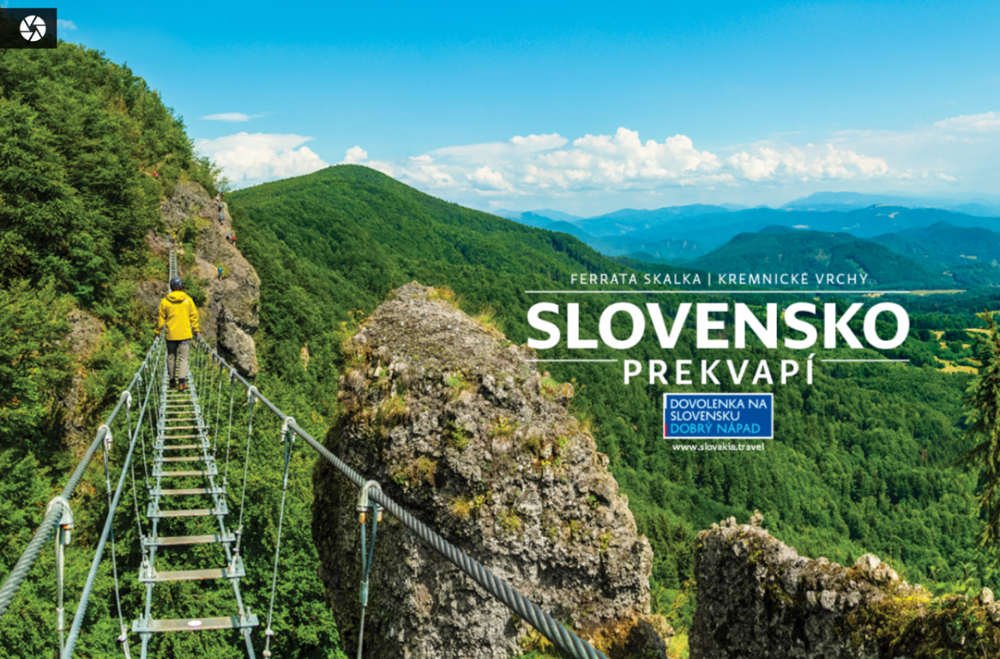 FERRATA SKALKA | KREMNICKÉ VRCHY
SLOVENSKO
PREKVAPÍ
DOVOLENKA NA
SLOVENSKU
DOBRÝ NÁPAD
www.slovakia.travel